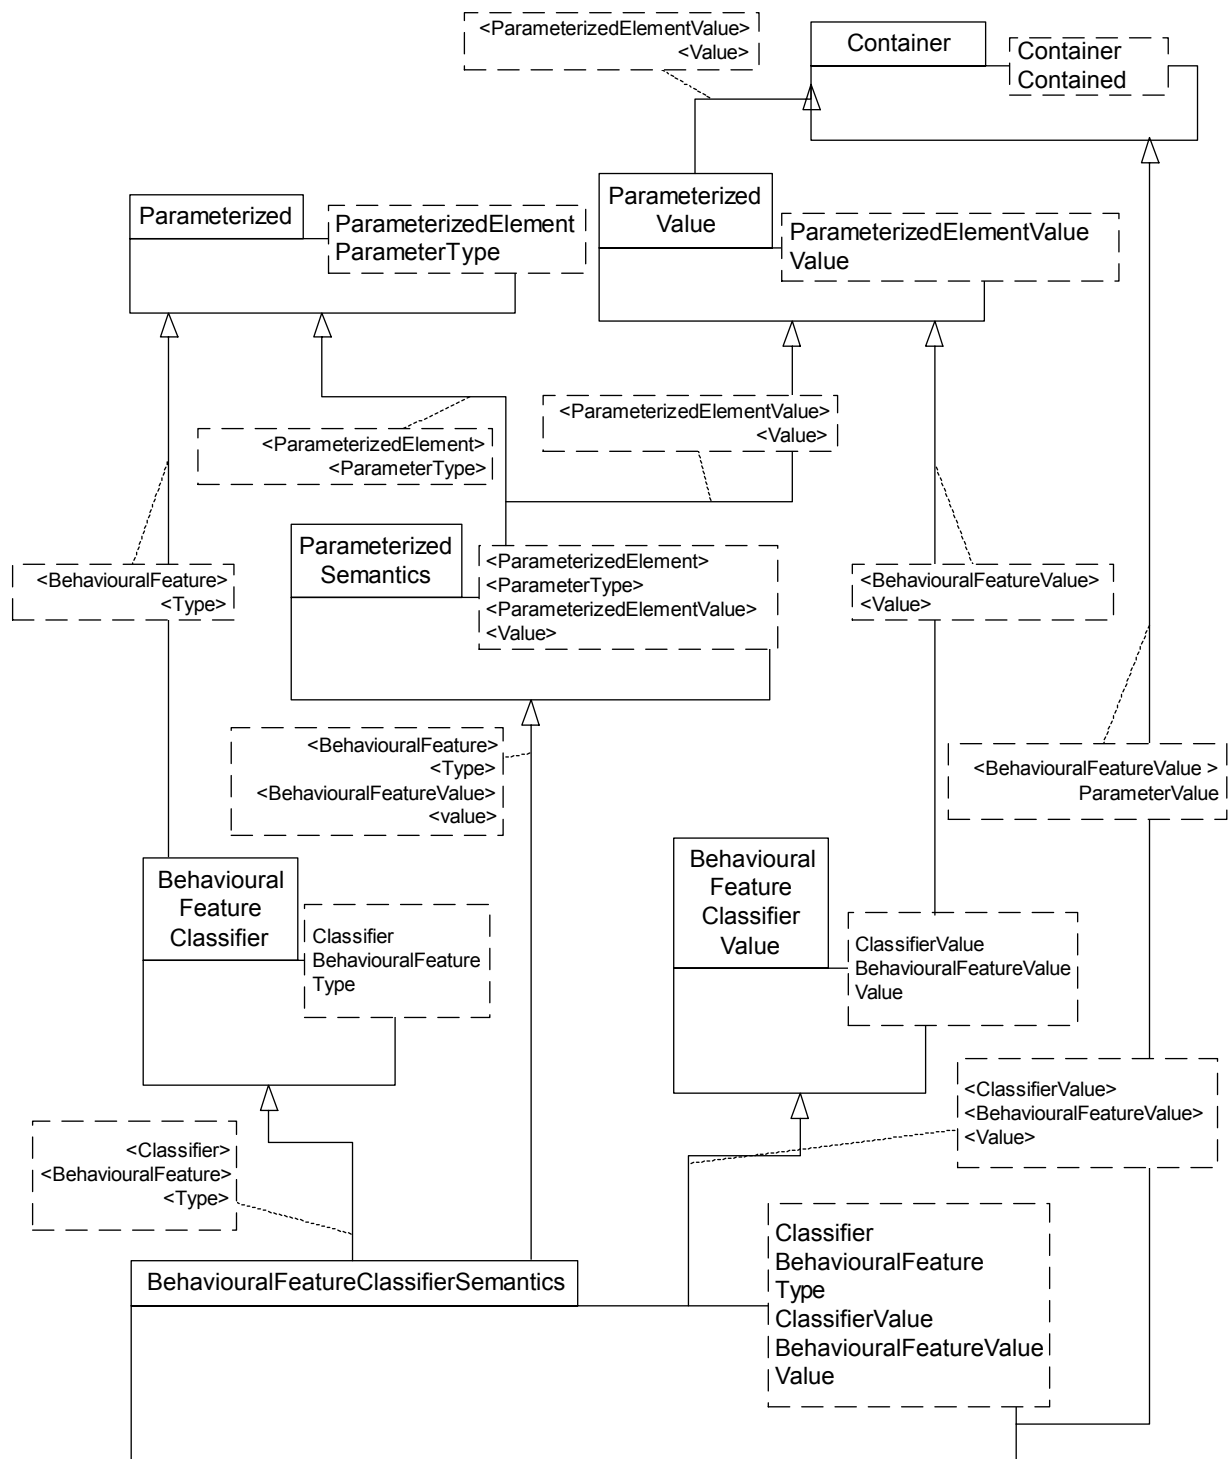 <ParameterizedElementValue>
<Value>
Container
Container
Contained
Parameterized
ParameterizedElement
ParameterType
Parameterized
Value
ParameterizedElementValue
Value
<ParameterizedElement>
<ParameterType>
<ParameterizedElementValue>
<Value>
<BehaviouralFeature>
<Type>
Parameterized
Semantics
<ParameterizedElement>
<ParameterType>
<ParameterizedElementValue>
<Value>
<BehaviouralFeatureValue>
<Value>
<BehaviouralFeature>
<Type>
<BehaviouralFeatureValue>
<value>
<BehaviouralFeatureValue >
ParameterValue
Behavioural
Feature
Classifier
Classifier
BehaviouralFeature
Type
Behavioural
Feature
Classifier
Value
ClassifierValue
BehaviouralFeatureValue
Value
<Classifier>
<BehaviouralFeature>
<Type>
<ClassifierValue>
<BehaviouralFeatureValue>
<Value>
BehaviouralFeatureClassifierSemantics
Classifier
BehaviouralFeature
Type
ClassifierValue
BehaviouralFeatureValue
Value